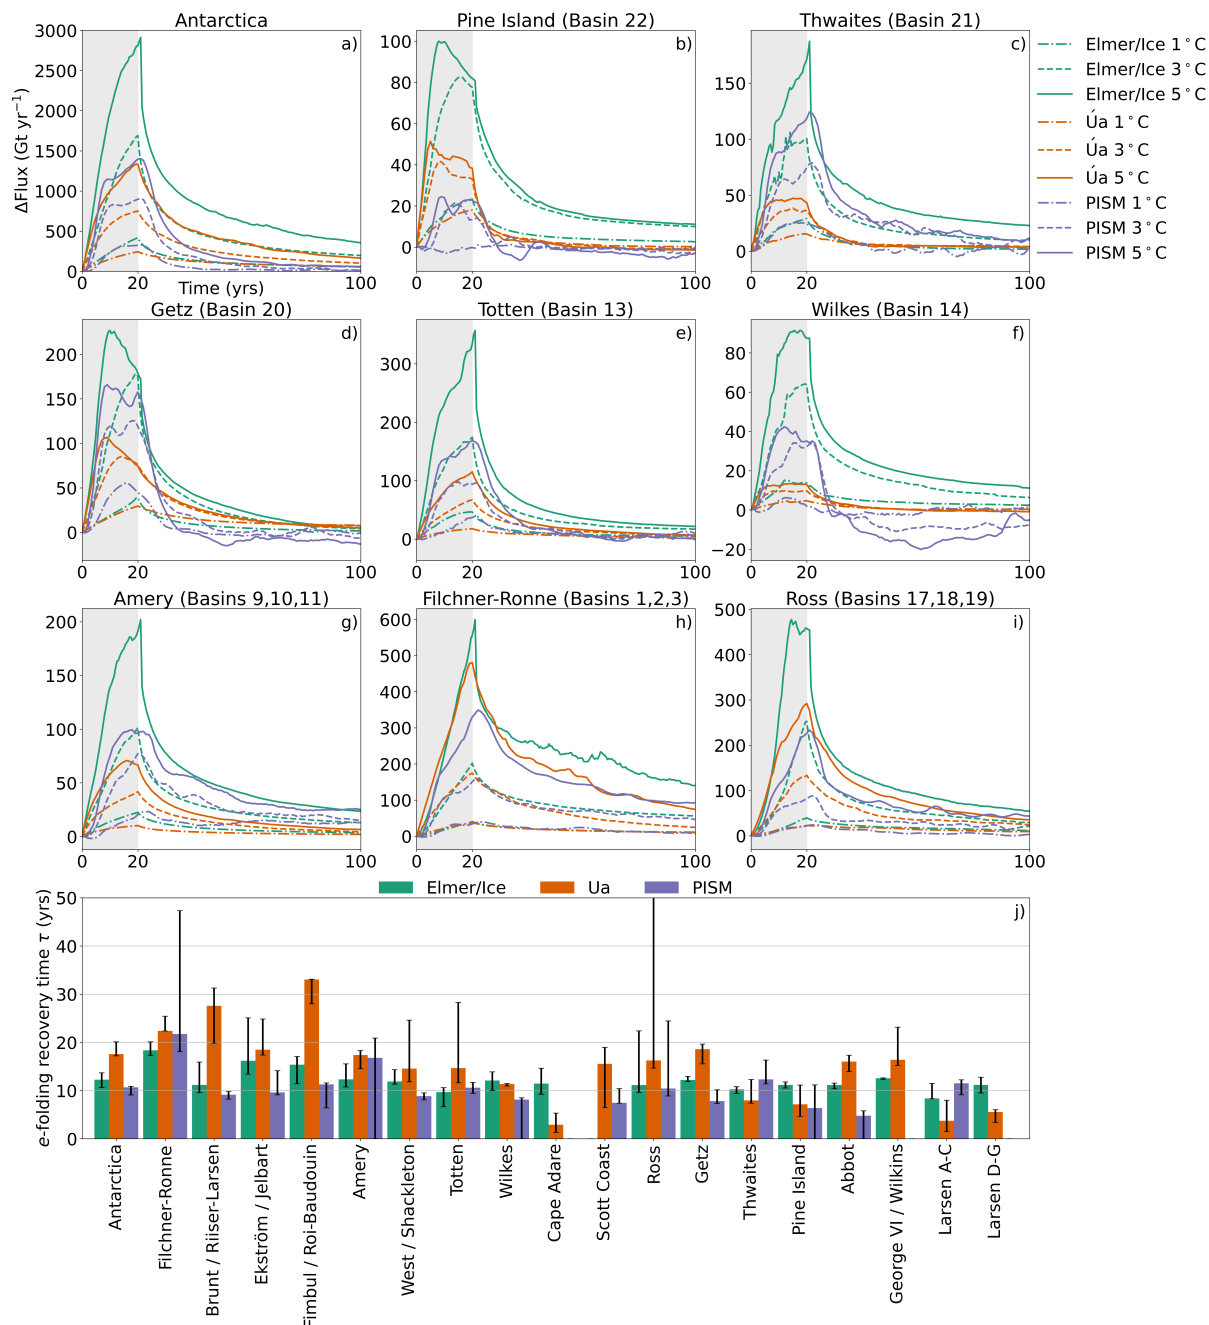 Antarctica
Pine Island (Basin 22)
Thwaites (Basin 21)
a)
b)
c)
ΔFlux (Gt yr⁻¹)
3000
2500
2000
1500
1000
500
0
0
20
100
Time (yrs)
100
80
60
40
20
0
0
20
100
150
100
50
0
0
20
100
Elmer/Ice 1°C
Elmer/Ice 3°C
Elmer/Ice 5°C
Úa 1°C
Úa 3°C
Úa 5°C
PISM 1°C
PISM 3°C
PISM 5°C
Getz (Basin 20)
Totten (Basin 13)
Wilkes (Basin 14)
d)
e)
f)
200
150
100
50
0
0
20
100
300
200
100
0
0
20
100
80
60
40
20
0
−20
0
20
100
Amery (Basins 9,10,11)
Filchner-Ronne (Basins 1,2,3)
Ross (Basins 17,18,19)
g)
h)
i)
200
150
100
50
0
0
20
100
600
500
400
300
200
100
0
0
20
100
500
400
300
200
100
0
0
20
100
Elmer/Ice
Ua
PISM
j)
e-folding recovery time τ (yrs)
50
40
30
20
10
0
Antarctica
Filchner-Ronne
Brunt / Riiser-Larsen
Ekström / Jelbart
Fimbul / Roi-Baudouin
Amery
West / Shackleton
Totten
Wilkes
Cape Adare
Scott Coast
Ross
Getz
Thwaites
Pine Island
Abbot
George VI / Wilkins
Larsen A-C
Larsen D-G